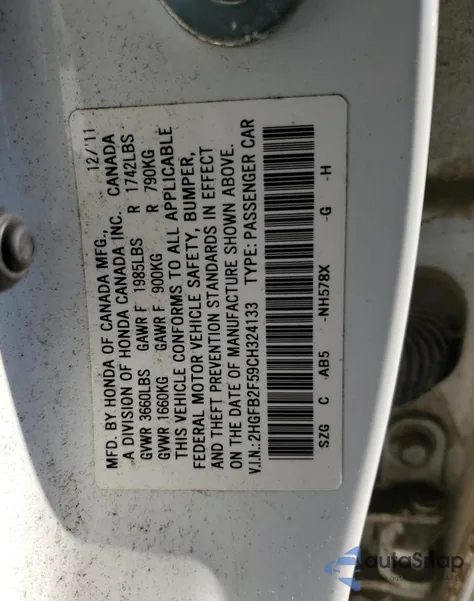 MFD. BY HONDA OF CANADA MFG., 12/11
A DIVISION OF HONDA CANADA INC. CANADA
GVWR 3660LBS GAWR F 1985LBS R 1742LBS
GVWR 1660KG GAWR F 900KG R 790KG
THIS VEHICLE CONFORMS TO ALL APPLICABLE
FEDERAL MOTOR VEHICLE SAFETY, BUMPER,
AND THEFT PREVENTION STANDARDS IN EFFECT
ON THE DATE OF MANUFACTURE SHOWN ABOVE.
V.I.N.:2HGFB2F59CH324133 TYPE: PASSENGER CAR
SZG C AB5 -NH578X -G -H
AutaSnap